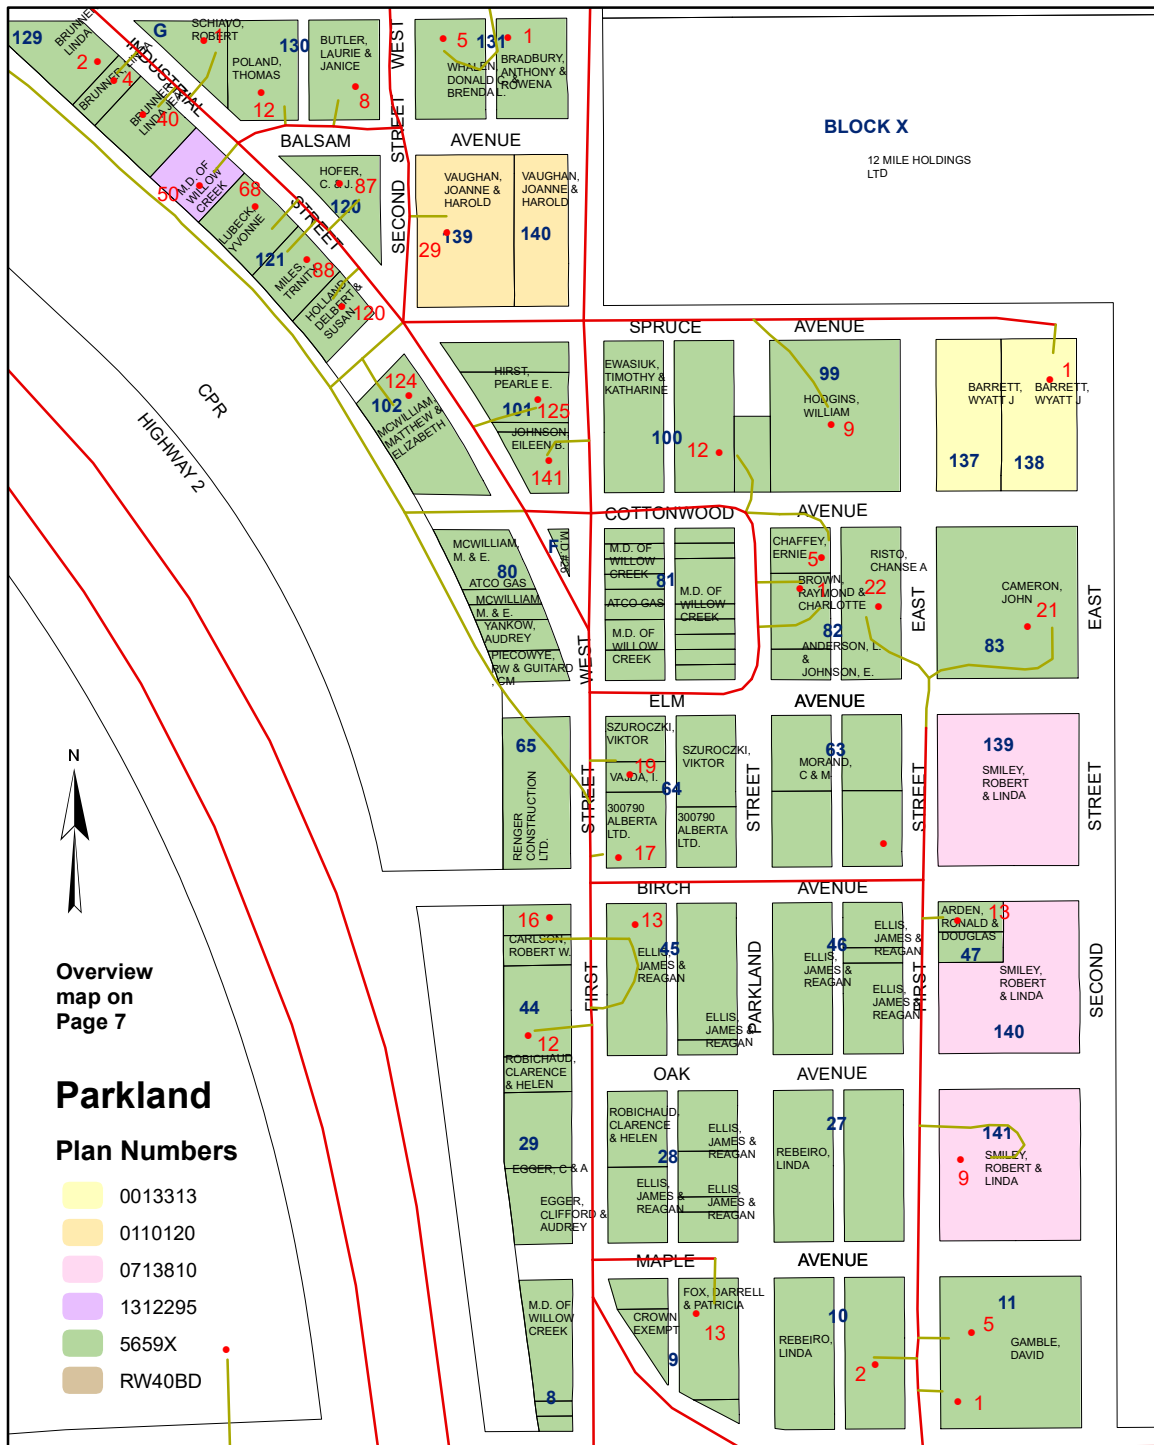 129
BRUNNER,
LINDA
2
BRUNNER, LINDA
4
BRUNNER,
LINDA JEAN
40
INDUSTRIAL
STREET
G
SCHIAVO,
ROBERT
1
POLAND,
THOMAS
12
130
BUTLER,
LAURIE &
JANICE
8
WEST
STREET
SECOND
5
131
1
WHALEN,
DONALD C. &
BRENDA L.
BRADBURY,
ANTHONY &
ROWENA
BALSAM
AVENUE
BLOCK X
12 MILE HOLDINGS
LTD
M.D. OF
WILLOW
CREEK
50
68
LUBECK,
YVONNE
121
MILES,
TRINITY
88
HOLLAND,
DELBERT &
SUSAN
120
HOFER,
C. & J.
87
120
VAUGHAN,
JOANNE &
HAROLD
29
139
VAUGHAN,
JOANNE &
HAROLD
140
SPRUCE
AVENUE
CPR
HIGHWAY 2
124
102
MCWILLIAM,
MATTHEW &
ELIZABETH
HIRST,
PEARLE E.
101
125
JOHNSON,
EILEEN B.
141
EWASIUK,
TIMOTHY &
KATHARINE
100
12
99
HODGINS,
WILLIAM
9
BARRETT,
WYATT J
137
1
BARRETT,
WYATT J
138
COTTONWOOD
AVENUE
MCWILLIAM,
M. & E.
80
ATCO GAS
MCWILLIAM,
M. & E.
YANKOW,
AUDREY
PIECOWYE,
RW & GUITARD
, CM
F
M.D. #26
M.D. OF
WILLOW
CREEK
81
ATCO GAS
M.D. OF
WILLOW
CREEK
M.D. OF
WILLOW
CREEK
CHAFFEY,
ERNIE
5
1
BROWN,
RAYMOND &
CHARLOTTE
82
ANDERSON, L.
&
JOHNSON, E.
RISTO,
CHANSE A
22
EAST
CAMERON,
JOHN
21
83
EAST
WEST
ELM
AVENUE
65
RENGER
CONSTRUCTION
LTD.
STREET
SZUROCZKI,
VIKTOR
19
VAJDA, I.
64
300790
ALBERTA
LTD.
17
SZUROCZKI,
VIKTOR
300790
ALBERTA
LTD.
STREET
63
MORAND,
C & M
STREET
139
SMILEY,
ROBERT
& LINDA
STREET
BIRCH
AVENUE
16
CARLSON,
ROBERT W.
44
12
ROBICHAUD,
CLARENCE
& HELEN
FIRST
13
45
ELLIS,
JAMES &
REAGAN
ELLIS,
JAMES &
REAGAN
PARKLAND
46
ELLIS,
JAMES &
REAGAN
ELLIS,
JAMES &
REAGAN
ELLIS,
JAMES &
REAGAN
FIRST
ARDEN,
RONALD &
DOUGLAS
13
47
SMILEY,
ROBERT
& LINDA
140
SECOND
OAK
AVENUE
29
EGGER, C & A
EGGER,
CLIFFORD &
AUDREY
ROBICHAUD,
CLARENCE
& HELEN
28
ELLIS,
JAMES &
REAGAN
ELLIS,
JAMES &
REAGAN
ELLIS,
JAMES &
REAGAN
27
REBEIRO,
LINDA
141
SMILEY,
ROBERT &
LINDA
9
MAPLE
AVENUE
M.D. OF
WILLOW
CREEK
8
CROWN
EXEMPT
9
FOX, DARRELL
& PATRICIA
13
10
REBEIRO,
LINDA
2
11
5
GAMBLE,
DAVID
1
N
Overview
map on
Page 7
Parkland
Plan Numbers
0013313
0110120
0713810
1312295
5659X
RW40BD